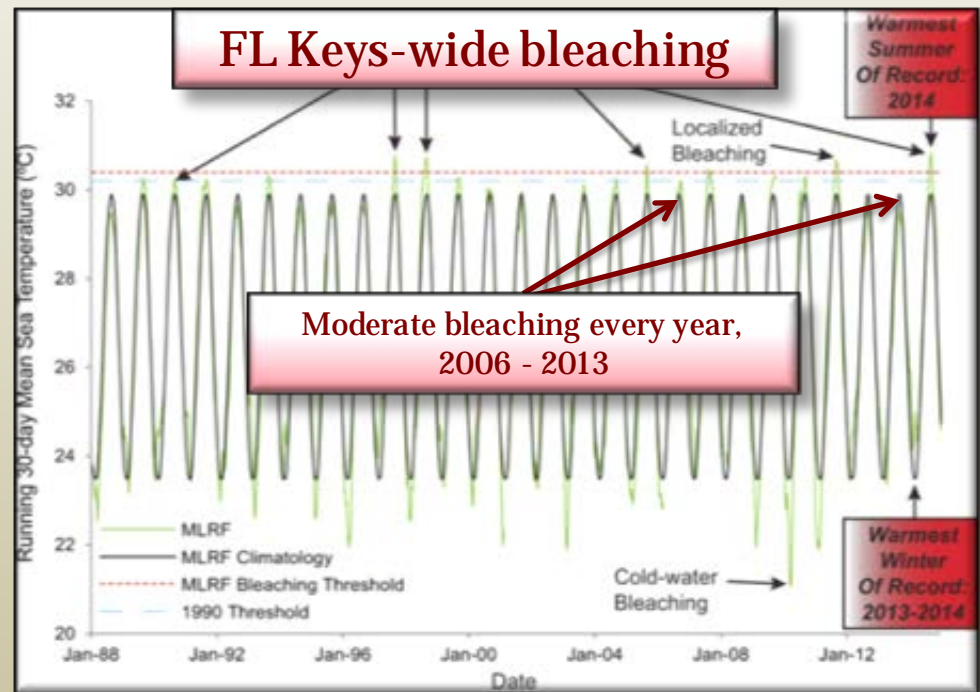 FL Keys-wide bleaching
Warmest
Summer
Of Record:
2014
Localized
Bleaching
Running 30-day Mean Sea Temperature (ºC)
32
30
28
26
24
22
20
Moderate bleaching every year,
2006 - 2013
MLRF
MLRF Climatology
MLRF Bleaching Threshold
1990 Threshold
Cold-water
Bleaching
Warmest
Winter
Of Record:
2013-2014
Jan-88 Jan-92 Jan-96 Jan-00 Jan-04 Jan-08 Jan-12
Date